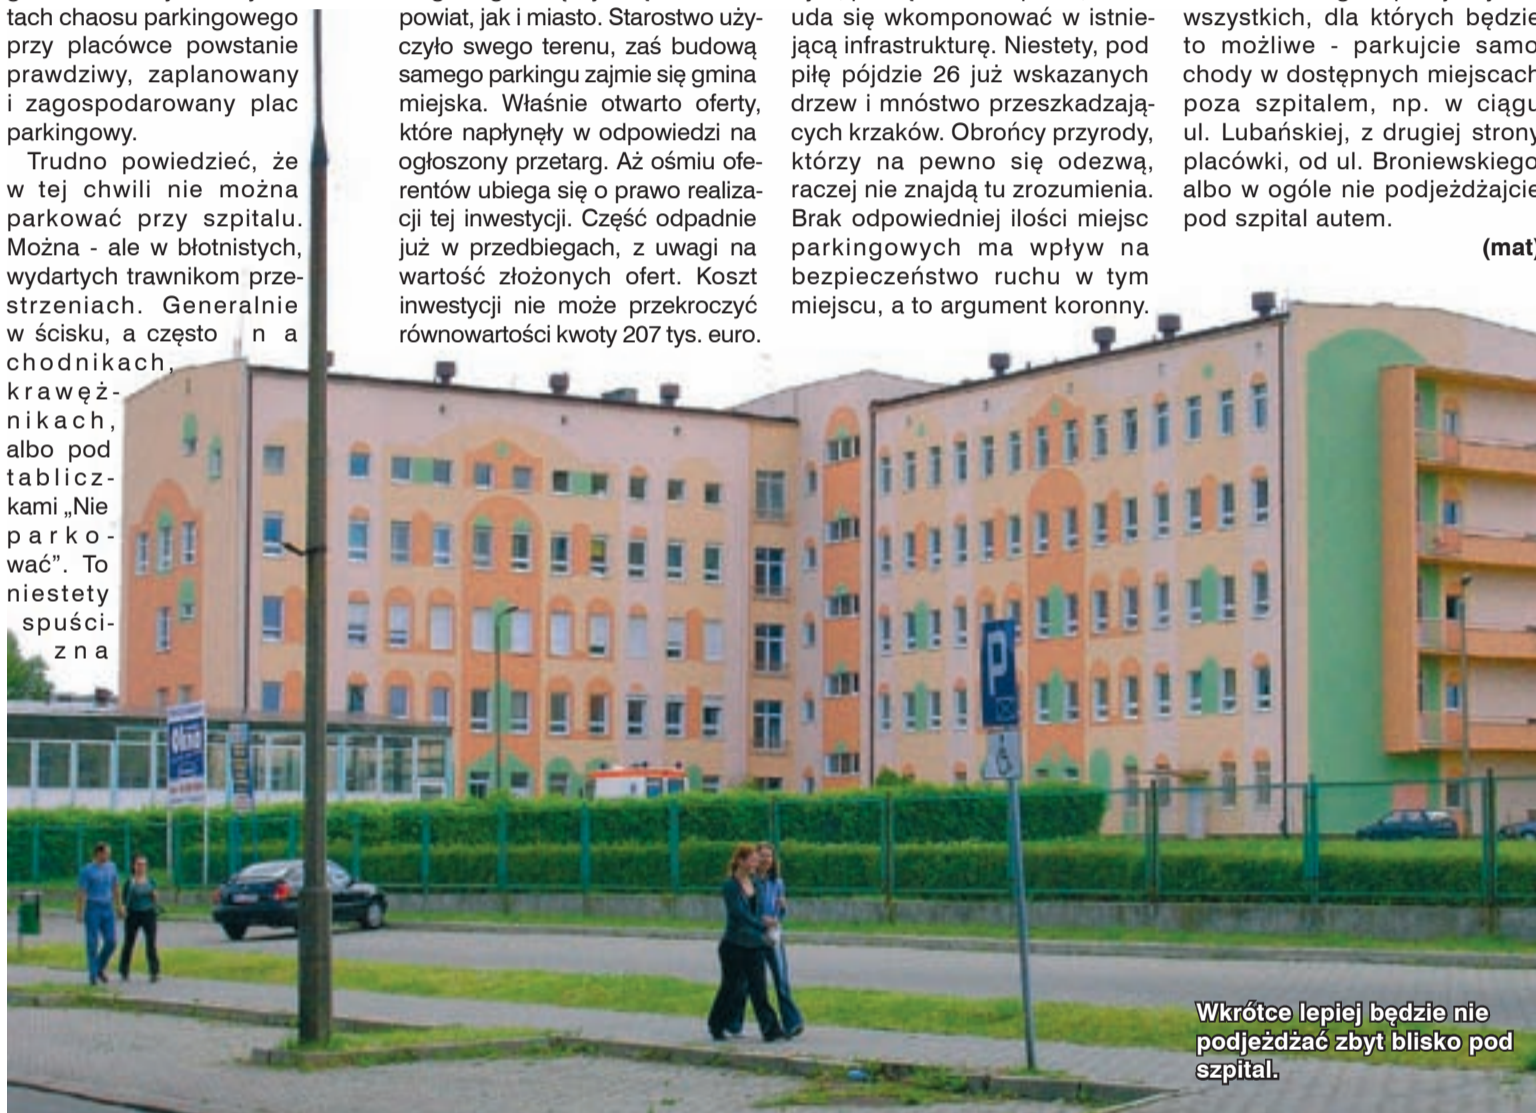 tach chaosu parkingowego
przy placówce powstanie
prawdziwy, zaplanowany
i zagospodarowany plac
parkingowy.
Trudno powiedzieć, że
w tej chwili nie można
parkować przy szpitalu.
Można - ale w błotnistych,
wydartych trawnikom prze-
strzeniach. Generalnie
w ścisku, a często n a
chodnikach,
krawęż-
nikach,
albo pod
tablicz-
kami „Nie
parko-
wać”. To
niestety
spuści-
zna
powiat, jak i miasto. Starostwo uży-
czyło swego terenu, zaś budową
samego parkingu zajmie się gmina
miejska. Właśnie otwarto oferty,
które napłynęły w odpowiedzi na
ogłoszony przetarg. Aż ośmiu ofe-
rentów ubiega się o prawo realiza-
cji tej inwestycji. Część odpadnie
już w przedbiegach, z uwagi na
wartość złożonych ofert. Koszt
inwestycji nie może przekroczyć
równowartości kwoty 207 tys. euro.
uda się wkomponować w istnie-
jącą infrastrukturę. Niestety, pod
piłę pójdzie 26 już wskazanych
drzew i mnóstwo przeszkadzają-
cych krzaków. Obrońcy przyrody,
którzy na pewno się odezwą,
raczej nie znajdą tu zrozumienia.
Brak odpowiedniej ilości miejsc
parkingowych ma wpływ na
bezpieczeństwo ruchu w tym
miejscu, a to argument koronny.
wszystkich, dla których będzie
to możliwe - parkujcie samo
chody w dostępnych miejscach
poza szpitalem, np. w ciągu
ul. Lubańskiej, z drugiej strony
placówki, od ul. Broniewskiego
albo w ogóle nie podjeżdżajcie
pod szpital autem.
(mat)
Okna
P
Wkrótce lepiej będzie nie
podjeżdżać zbyt blisko pod
szpital.